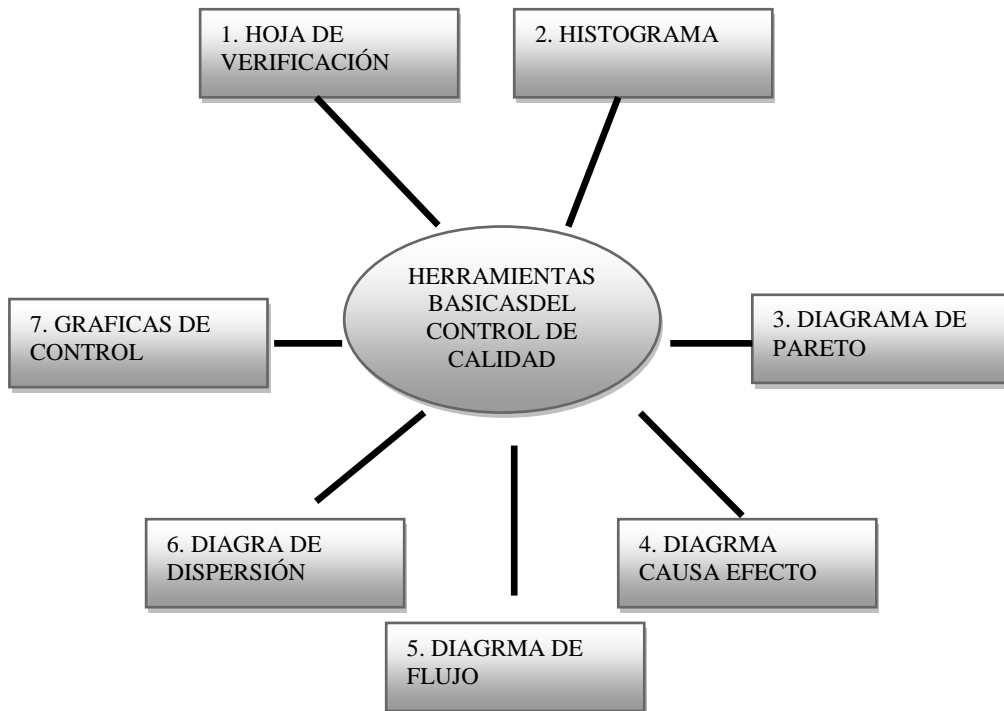 1. HOJA DE
VERIFICACIÓN
2. HISTOGRAMA
HERRAMIENTAS
BASICASDEL
CONTROL DE
CALIDAD
7. GRAFICAS DE
CONTROL
3. DIAGRAMA DE
PARETO
6. DIAGRA DE
DISPERSIÓN
4. DIAGRMA
CAUSA EFECTO
5. DIAGRMA DE
FLUJO